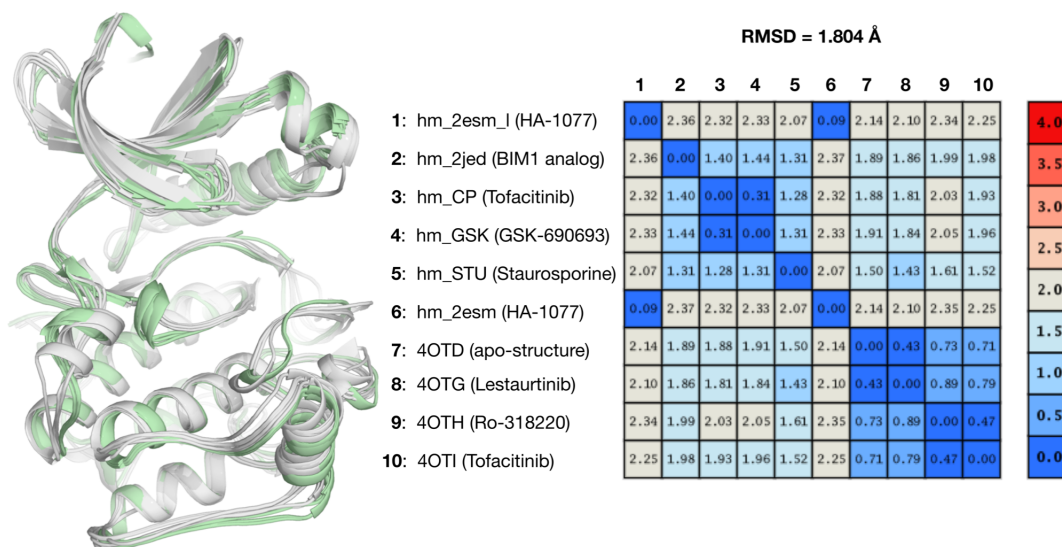 RMSD = 1.804 Å
1 2 3 4 5 6 7 8 9 10
1: hm_2esm_l (HA-1077) 0.00 2.36 2.32 2.33 2.07 0.09 2.14 2.10 2.34 2.25
2: hm_2jed (BIM1 analog) 2.36 0.00 1.40 1.44 1.31 2.37 1.89 1.86 1.99 1.98
3: hm_CP (Tofacitinib) 2.32 1.40 0.00 0.31 1.28 2.32 1.88 1.81 2.03 1.93
4: hm_GSK (GSK-690693) 2.33 1.44 0.31 0.00 1.31 2.33 1.91 1.84 2.05 1.96
5: hm_STU (Staurosporine) 2.07 1.31 1.28 1.31 0.00 2.07 1.50 1.43 1.61 1.52
6: hm_2esm (HA-1077) 0.09 2.37 2.32 2.33 2.07 0.00 2.14 2.10 2.35 2.25
7: 4OTD (apo-structure) 2.14 1.89 1.88 1.91 1.50 2.14 0.00 0.43 0.73 0.71
8: 4OTG (Lestaurtinib) 2.10 1.86 1.81 1.84 1.43 2.10 0.43 0.00 0.89 0.79
9: 4OTH (Ro-318220) 2.34 1.99 2.03 2.05 1.61 2.35 0.73 0.89 0.00 0.47
10: 4OTI (Tofacitinib) 2.25 1.98 1.93 1.96 1.52 2.25 0.71 0.79 0.47 0.00
4.0
3.5
3.0
2.5
2.0
1.5
1.0
0.5
0.0